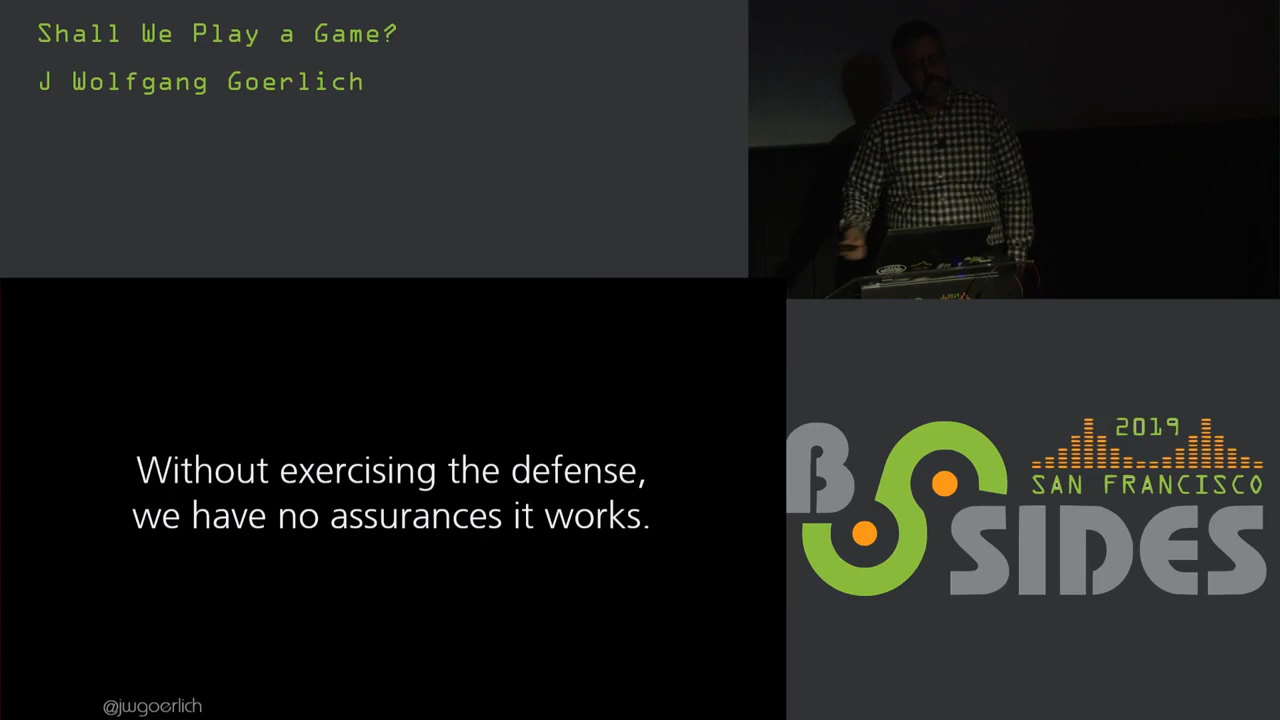 Shall We Play a Game?
J Wolfgang Goerlich
Without exercising the defense,
we have no assurances it works.
@jwgoerlich
2019
SAN FRANCISCO
B
SIDES